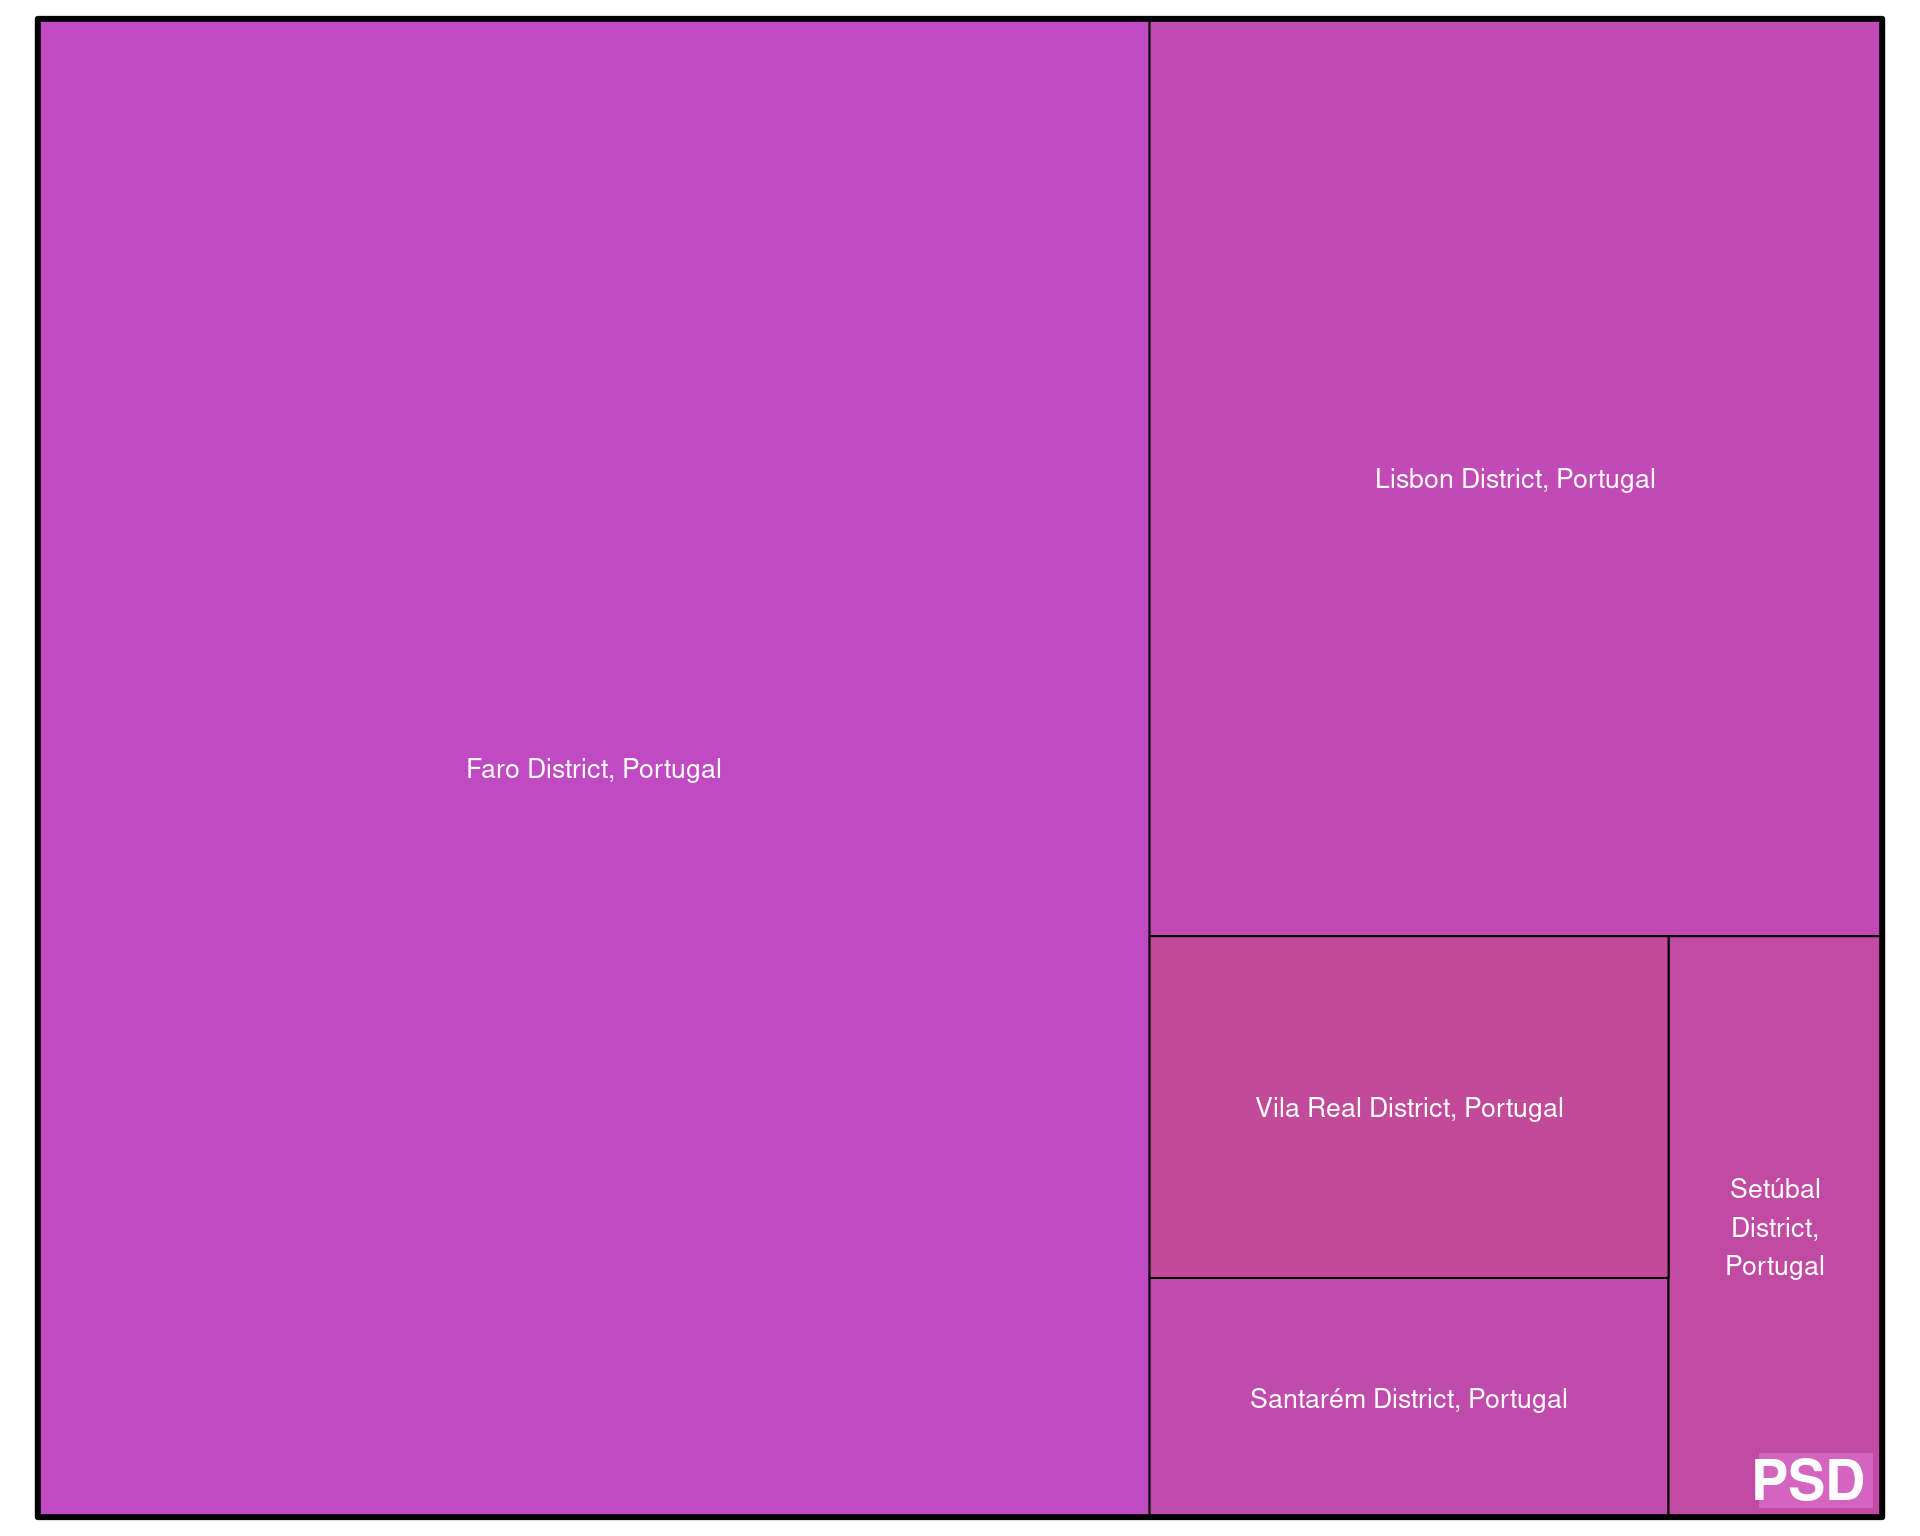 Faro District, Portugal
Lisbon District, Portugal
Vila Real District, Portugal
Santarém District, Portugal
Setúbal
District,
Portugal
PSD